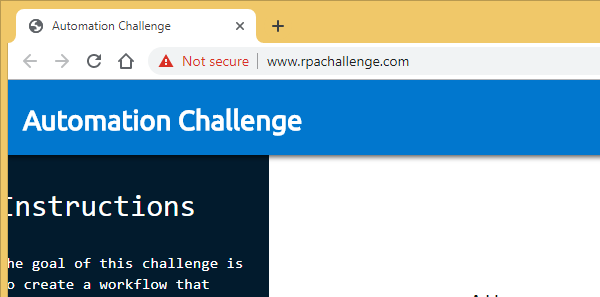 Automation Challenge
Not secure www.rpachallenge.com
Automation Challenge
Instructions
he goal of this challenge is
o create a workflow that